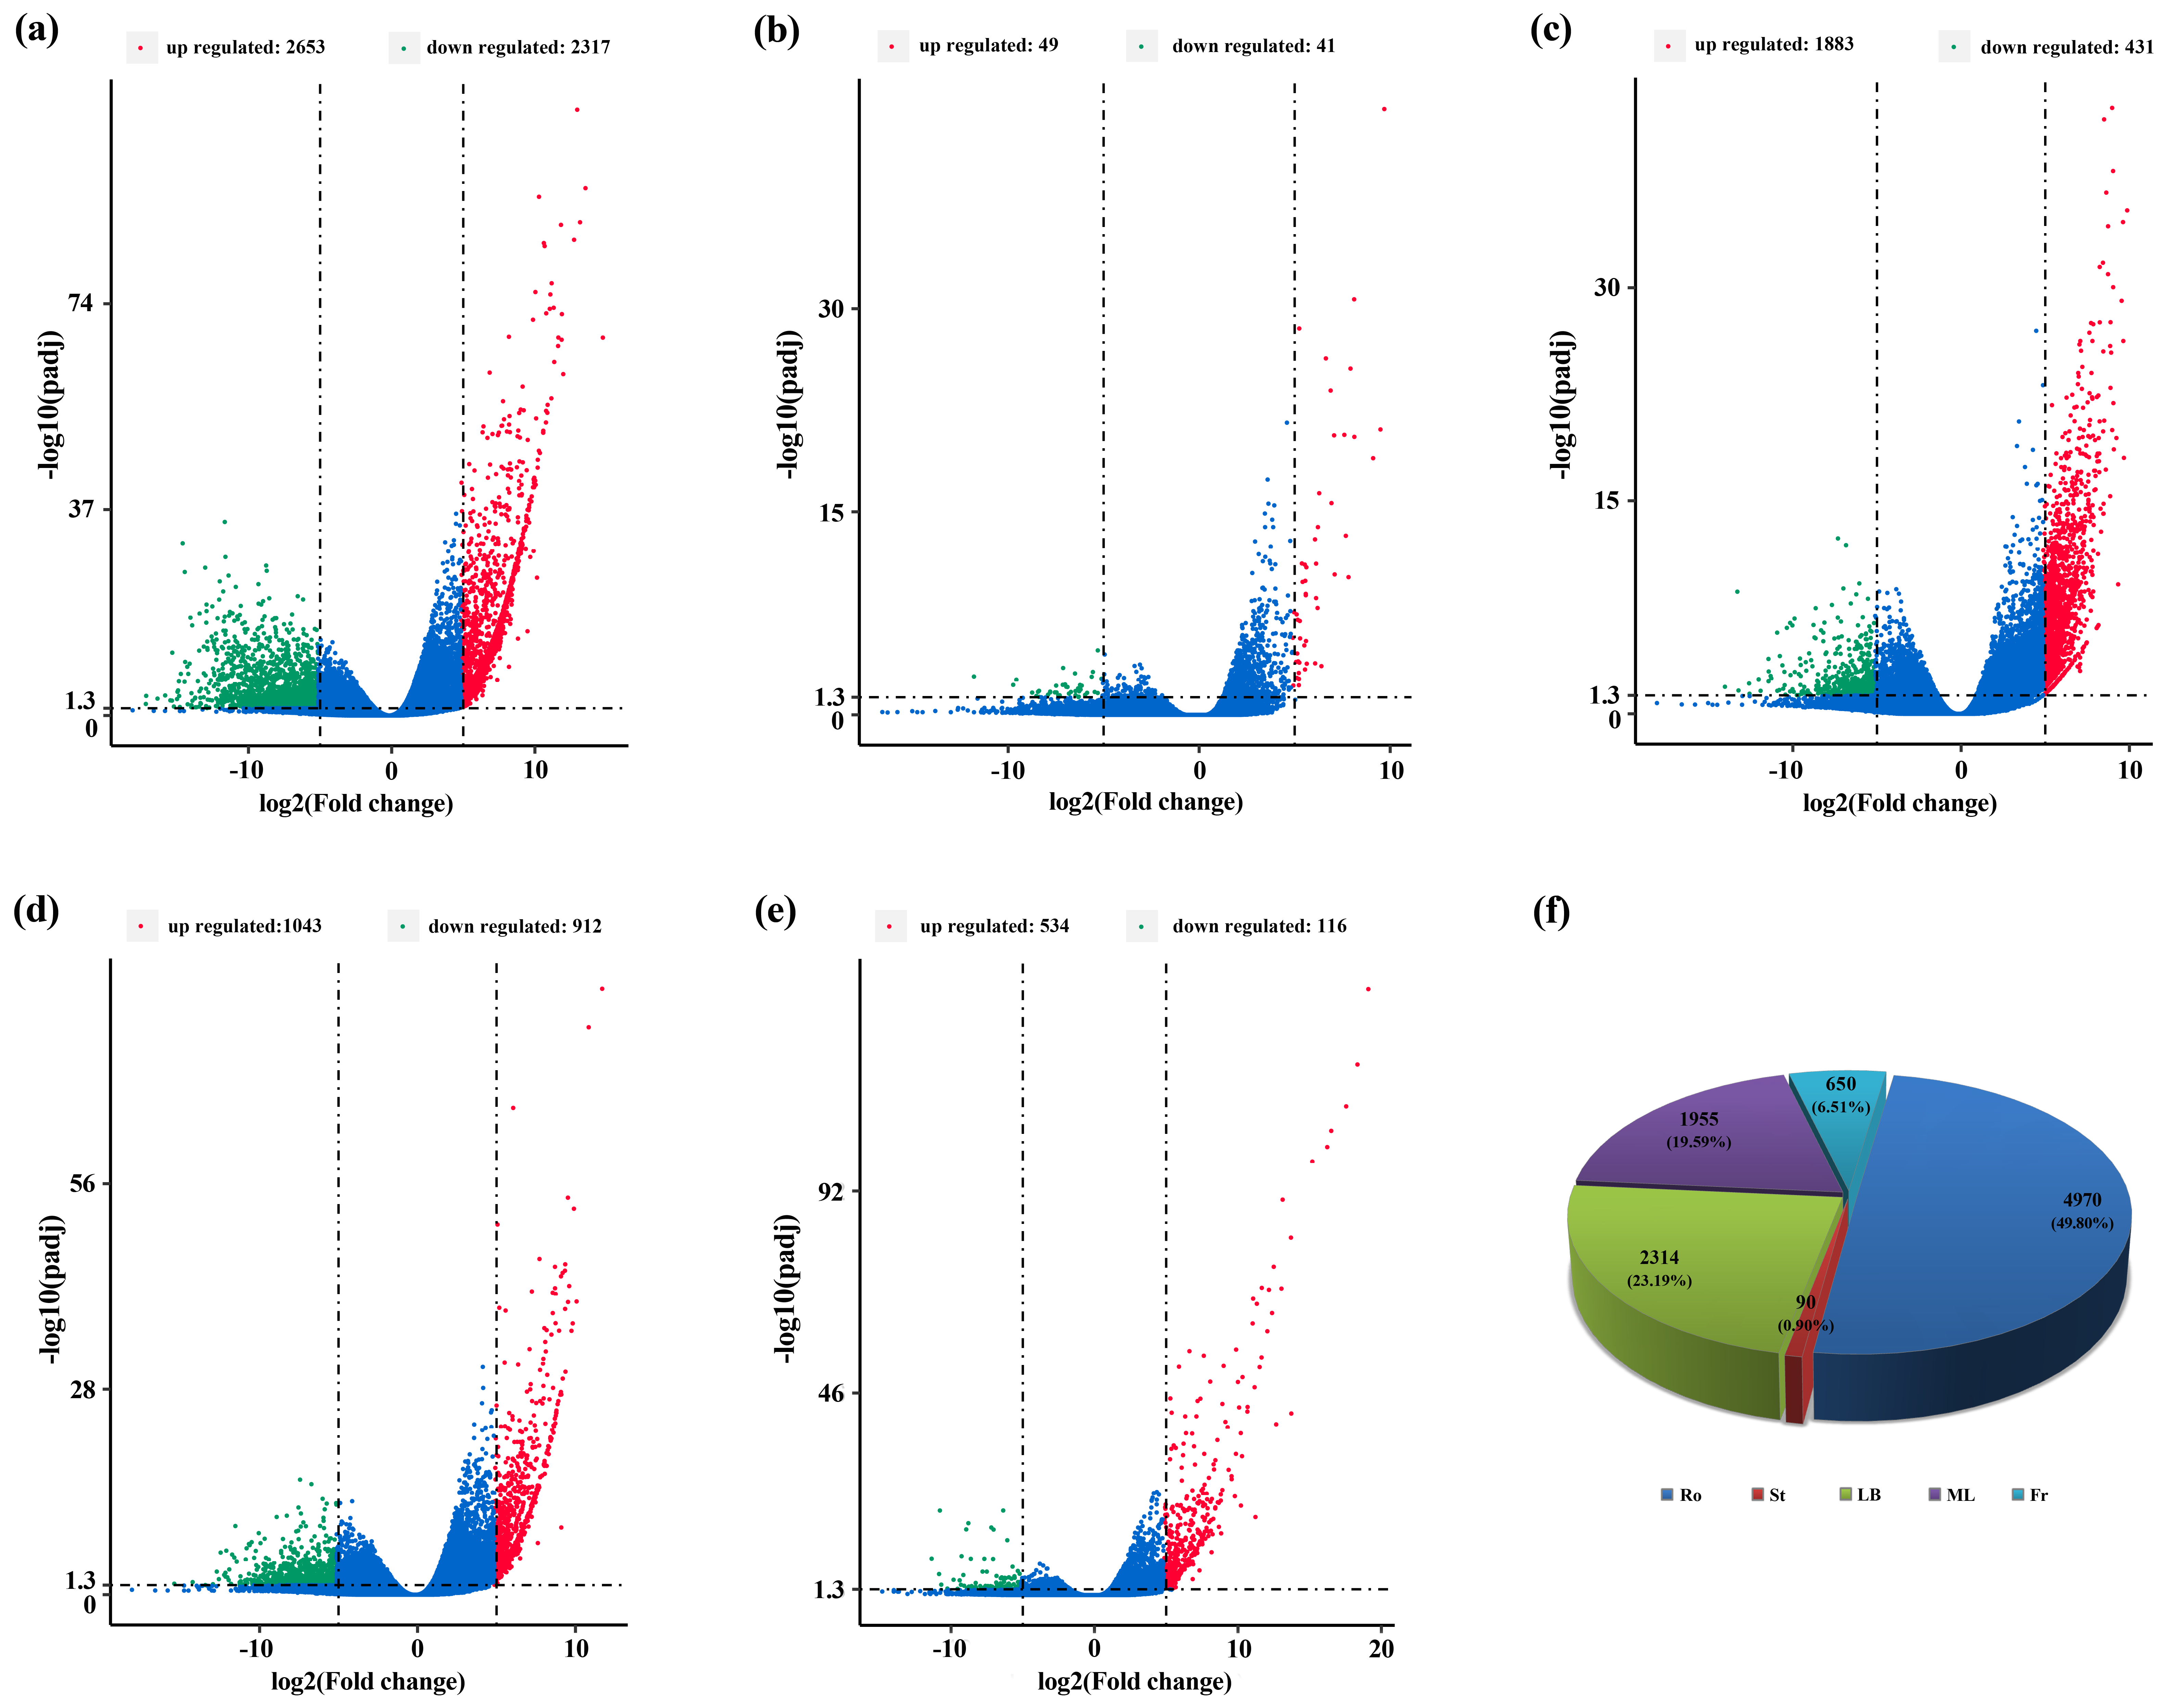 (a)
up regulated: 2653
down regulated: 2317
74
37
1.3
0
-log10(padj)
-10
0
10
log2(Fold change)
(b)
up regulated: 49
down regulated: 41
30
15
1.3
0
-log10(padj)
-10
0
10
log2(Fold change)
(c)
up regulated: 1883
down regulated: 431
30
15
1.3
0
-log10(padj)
-10
0
10
log2(Fold change)
(d)
up regulated:1043
down regulated: 912
56
28
1.3
0
-log10(padj)
-10
0
10
log2(Fold change)
(e)
up regulated: 534
down regulated: 116
92
46
1.3
-log10(padj)
-10
0
10
20
log2(Fold change)
(f)
650
(6.51%)
1955
(19.59%)
4970
(49.80%)
2314
(23.19%)
90
(0.90%)
Ro
St
LB
ML
Fr